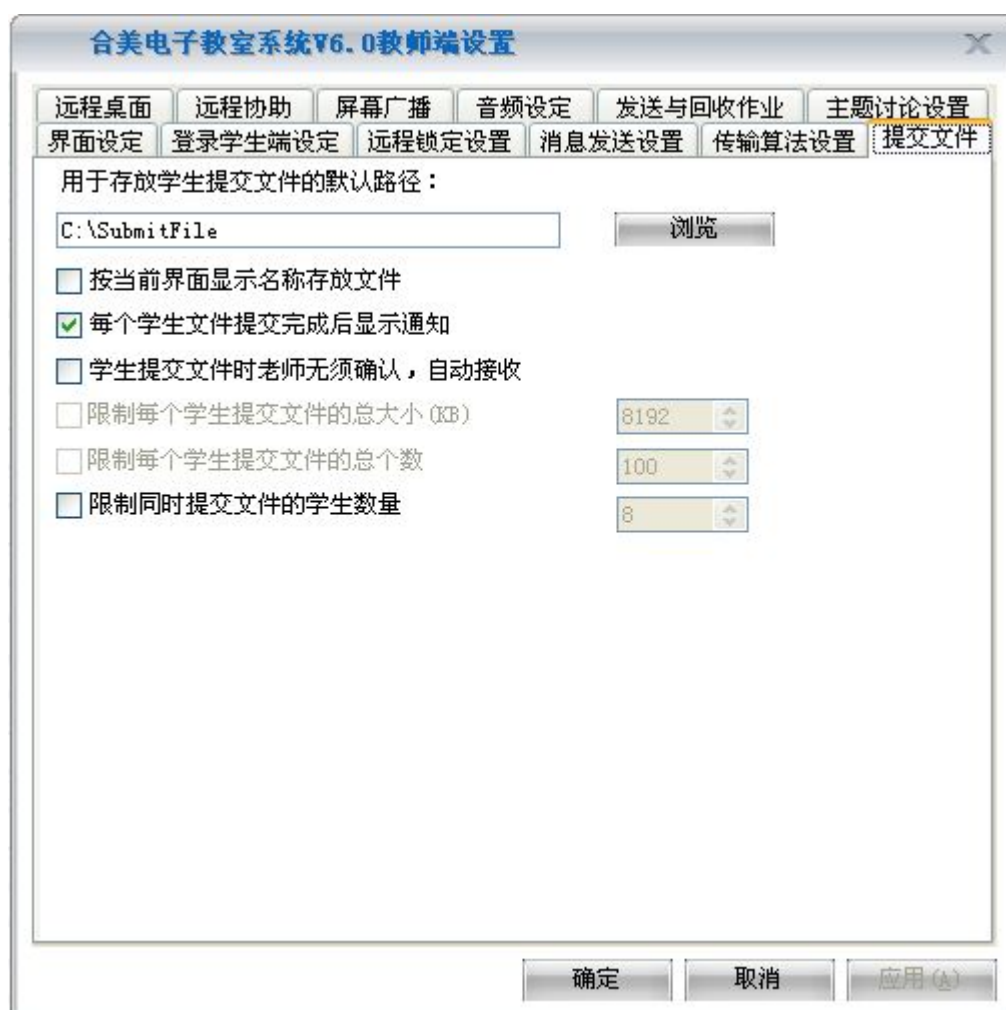 合美电子教室系统V6.0教师端设置
远程桌面 远程协助 屏幕广播 音频设定 发送与回收作业 主题讨论设置
界面设定 登录学生端设定 远程锁定设置 消息发送设置 传输算法设置 提交文件
用于存放学生提交文件的默认路径：
C:\SubmitFile 浏览
按当前界面显示名称存放文件
每个学生文件提交完成后显示通知
学生提交文件时老师无须确认，自动接收
限制每个学生提交文件的总大小(KB) 8192
限制每个学生提交文件的总个数 100
限制同时提交文件的学生数量 8
确定 取消 应用(A)